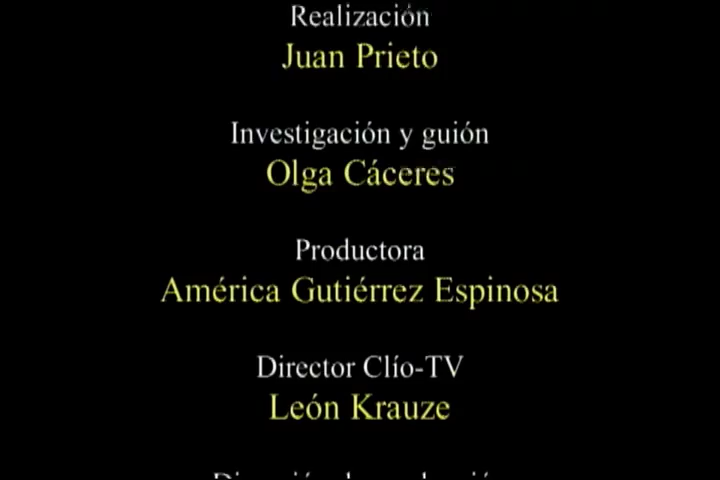 Realización
Juan Prieto
Investigación y guión
Olga Cáceres
Productora
América Gutiérrez Espinosa
Director Clío-TV
León Krauze